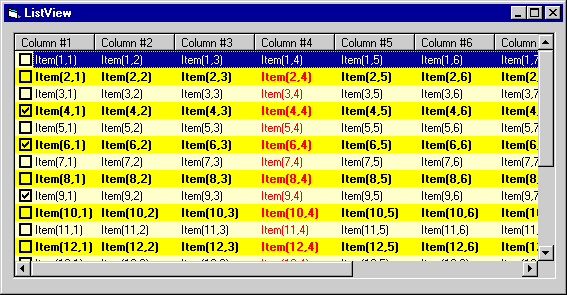 ListView
Column #1 Column #2 Column #3 Column #4 Column #5 Column #6 Column
Item(1,1) Item(1,2) Item(1,3) Item(1,4) Item(1,5) Item(1,6) Item(1,7
Item(2,1) Item(2,2) Item(2,3) Item(2,4) Item(2,5) Item(2,6) Item(2,
Item(3,1) Item(3,2) Item(3,3) Item(3,4) Item(3,5) Item(3,6) Item(3,7
Item(4,1) Item(4,2) Item(4,3) Item(4,4) Item(4,5) Item(4,6) Item(4,
Item(5,1) Item(5,2) Item(5,3) Item(5,4) Item(5,5) Item(5,6) Item(5,7
Item(6,1) Item(6,2) Item(6,3) Item(6,4) Item(6,5) Item(6,6) Item(6,
Item(7,1) Item(7,2) Item(7,3) Item(7,4) Item(7,5) Item(7,6) Item(7,7
Item(8,1) Item(8,2) Item(8,3) Item(8,4) Item(8,5) Item(8,6) Item(8,
Item(9,1) Item(9,2) Item(9,3) Item(9,4) Item(9,5) Item(9,6) Item(9,7
Item(10,1) Item(10,2) Item(10,3) Item(10,4) Item(10,5) Item(10,6) Item(1
Item(11,1) Item(11,2) Item(11,3) Item(11,4) Item(11,5) Item(11,6) Item(11,
Item(12,1) Item(12,2) Item(12,3) Item(12,4) Item(12,5) Item(12,6) Item(1